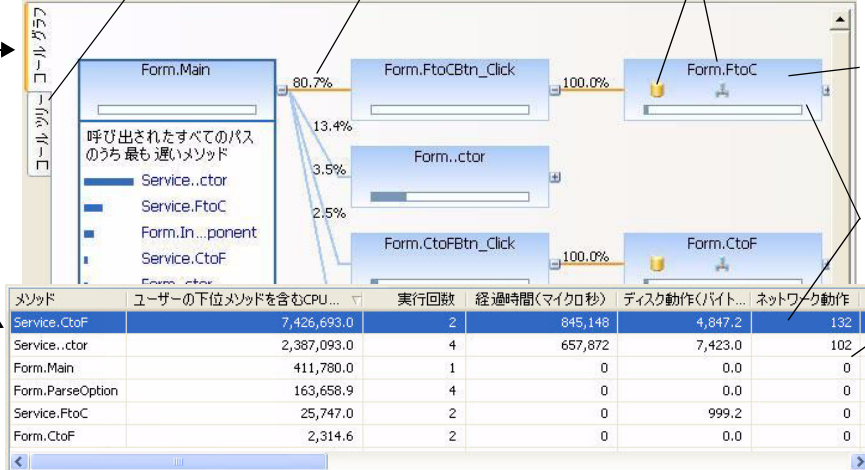 コール グラフ
コール ツリー
Form.Main
80.7%
Form.FtoCBtn_Click
100.0%
Form.FtoC
呼び出されたすべてのパス
のうち最も遅いメソッド
13.4%
Form..ctor
3.5%
Service..ctor
Service.FtoC
2.5%
Form.In...ponent
Form.CtoFBtn_Click
100.0%
Form.CtoF
Service.CtoF
Form..ctor
メソッド ユーザーの下位メソッドを含むCPU... 実行回数 経過時間(マイクロ秒) ディスク動作(バイト... ネットワーク動作
Service.CtoF 7,426,693.0 2 845,148 4,847.2 132
Service..ctor 2,387,093.0 4 657,872 7,423.0 102
Form.Main 411,780.0 1 0 0.0 0
Form.ParseOption 163,658.9 4 0 0.0 0
Service.FtoC 25,747.0 2 0 999.2 0
Form.CtoF 2,314.6 2 0 0.0 0